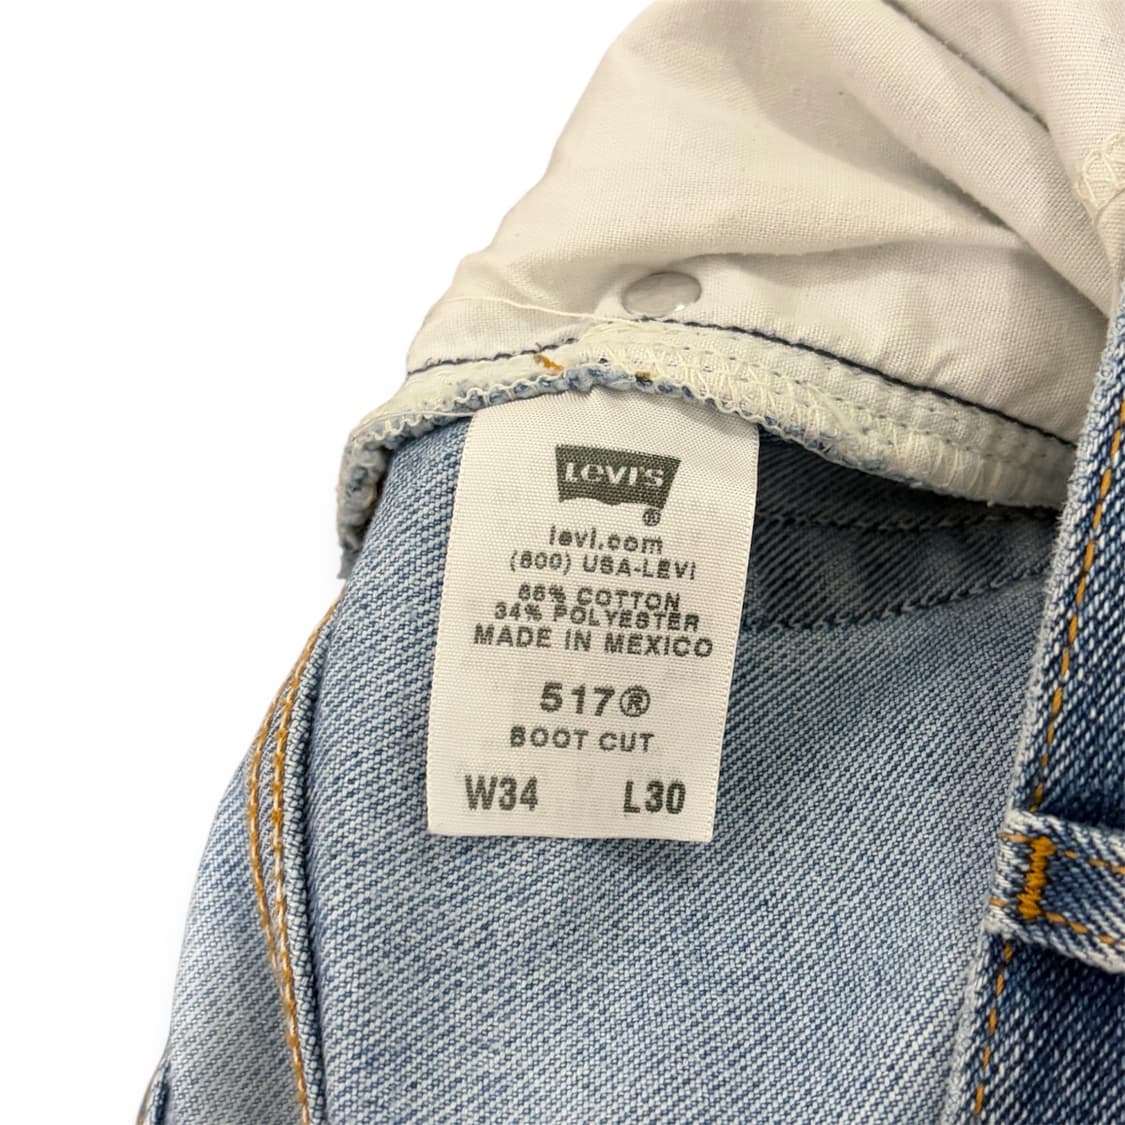 LEVI'S
®
levi.com
(800) USA-LEVI
66% COTTON
34% POLYESTER
MADE IN MEXICO
517®
BOOT CUT
W34 L30